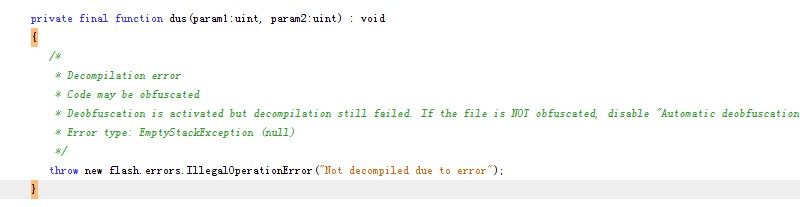 private final function dus(param1:uint, param2:uint) : void
{
/*
* Decompilation error
* Code may be obfuscated
* Deobfuscation is activated but decompilation still failed. If the file is NOT obfuscated, disable "Automatic deobfuscation
* Error type: EmptyStackException (null)
*/
throw new flash.errors.IllegalOperationError("Not decompiled due to error");
}